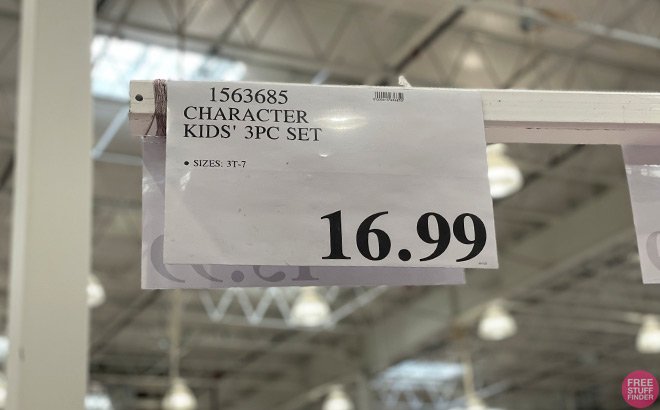 1563685
CHARACTER
KIDS' 3PC SET
• SIZES: 3T-7
16.99
FREE
STUFF
FINDER